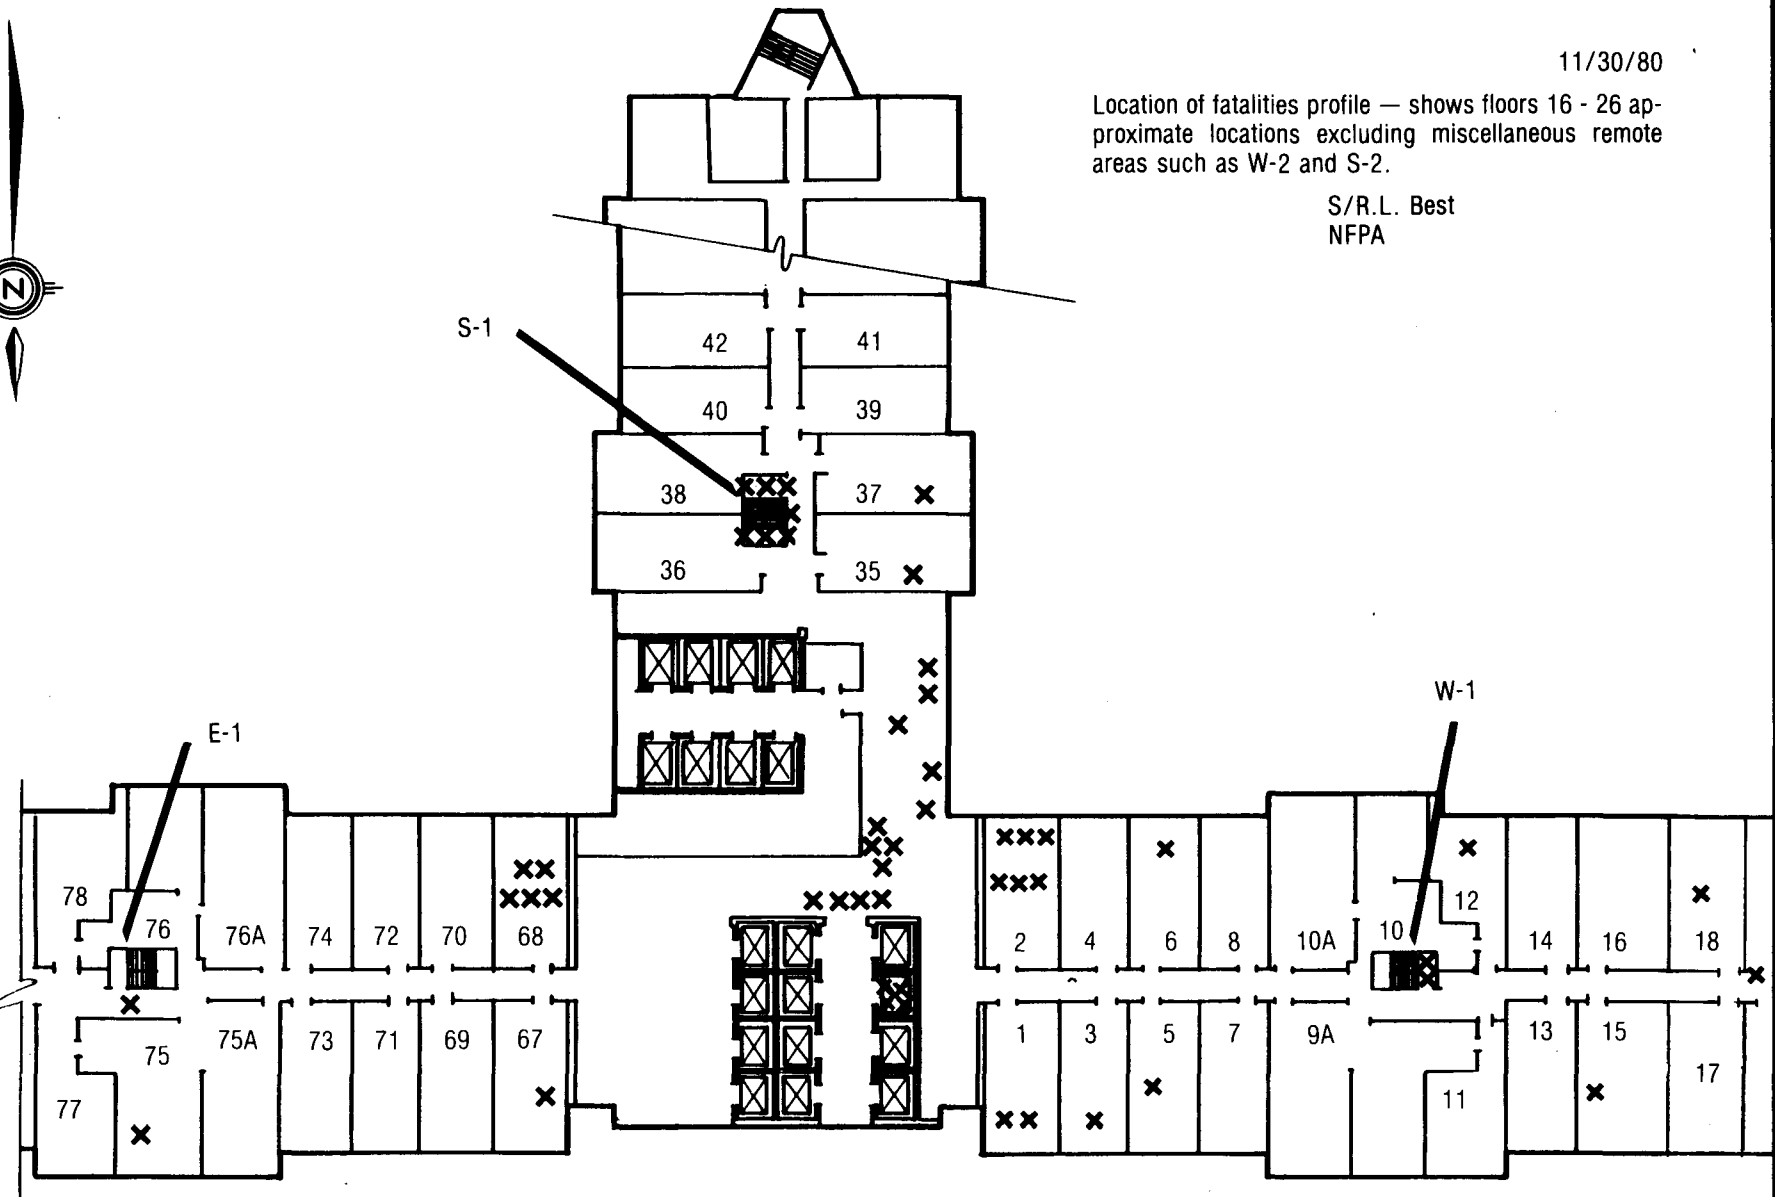 11/30/80
Location of fatalities profile — shows floors 16 - 26 ap-
proximate locations excluding miscellaneous remote
areas such as W-2 and S-2.
S/R.L. Best
NFPA
N
S-1
42 41
40 39
38 37
36 35
E-1
W-1
78 76 76A 74 72 70 68 2 4 6 8 10A 10 12 14 16 18
77 75 75A 73 71 69 67 1 3 5 7 9A 11 13 15 17